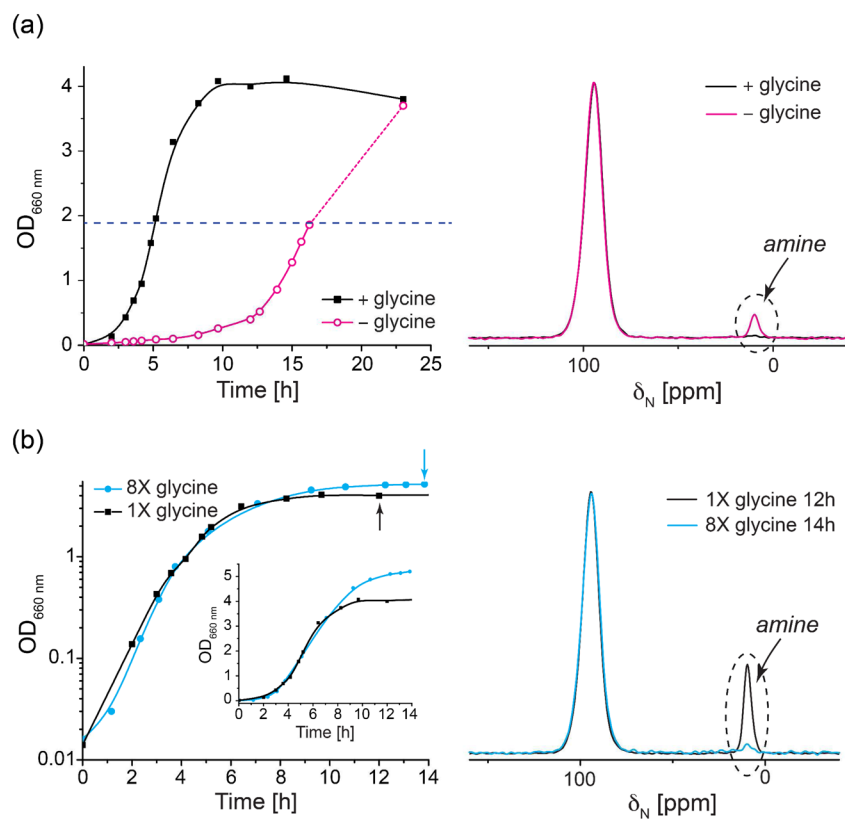 (a)
4
3
2
1
0
OD660 nm
+ glycine
− glycine
0 5 10 15 20 25
Time [h]
+ glycine
− glycine
amine
100 0
δN [ppm]
(b)
8X glycine
1X glycine
1
0.1
0.01
OD660 nm
5
4
3
2
1
0
OD660 nm
0 2 4 6 8 10 12 14
Time [h]
0 2 4 6 8 10 12 14
Time [h]
1X glycine 12h
8X glycine 14h
amine
100 0
δN [ppm]